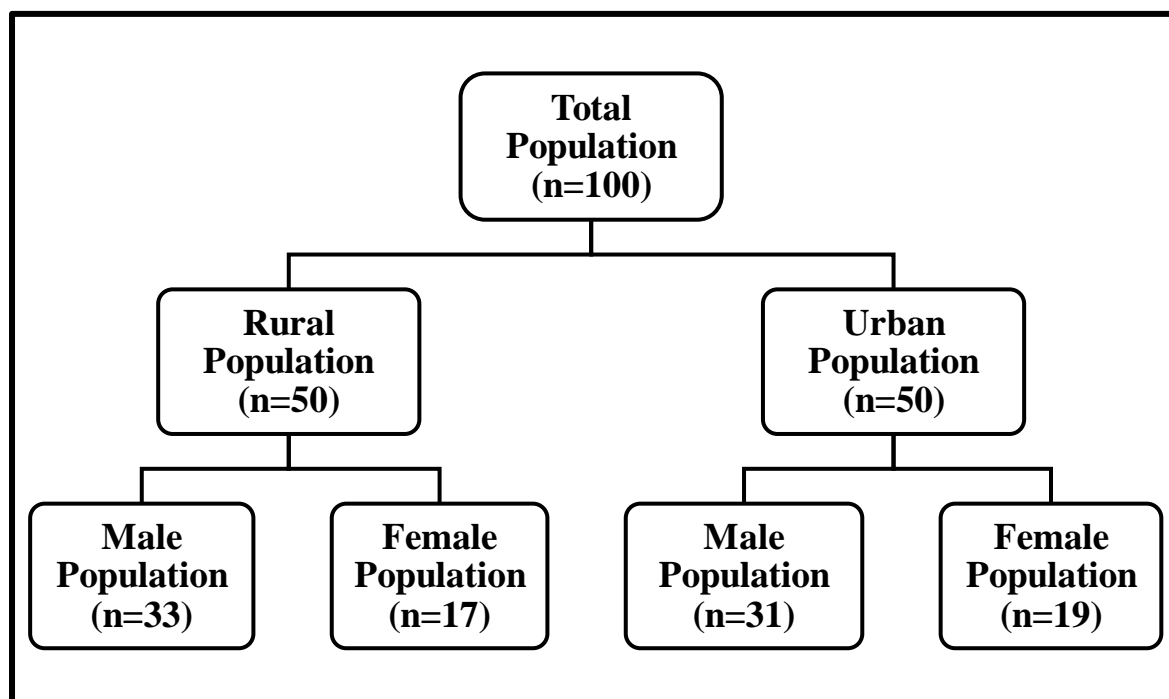 Total
Population
(n=100)
Rural
Population
(n=50)
Urban
Population
(n=50)
Male
Population
(n=33)
Female
Population
(n=17)
Male
Population
(n=31)
Female
Population
(n=19)